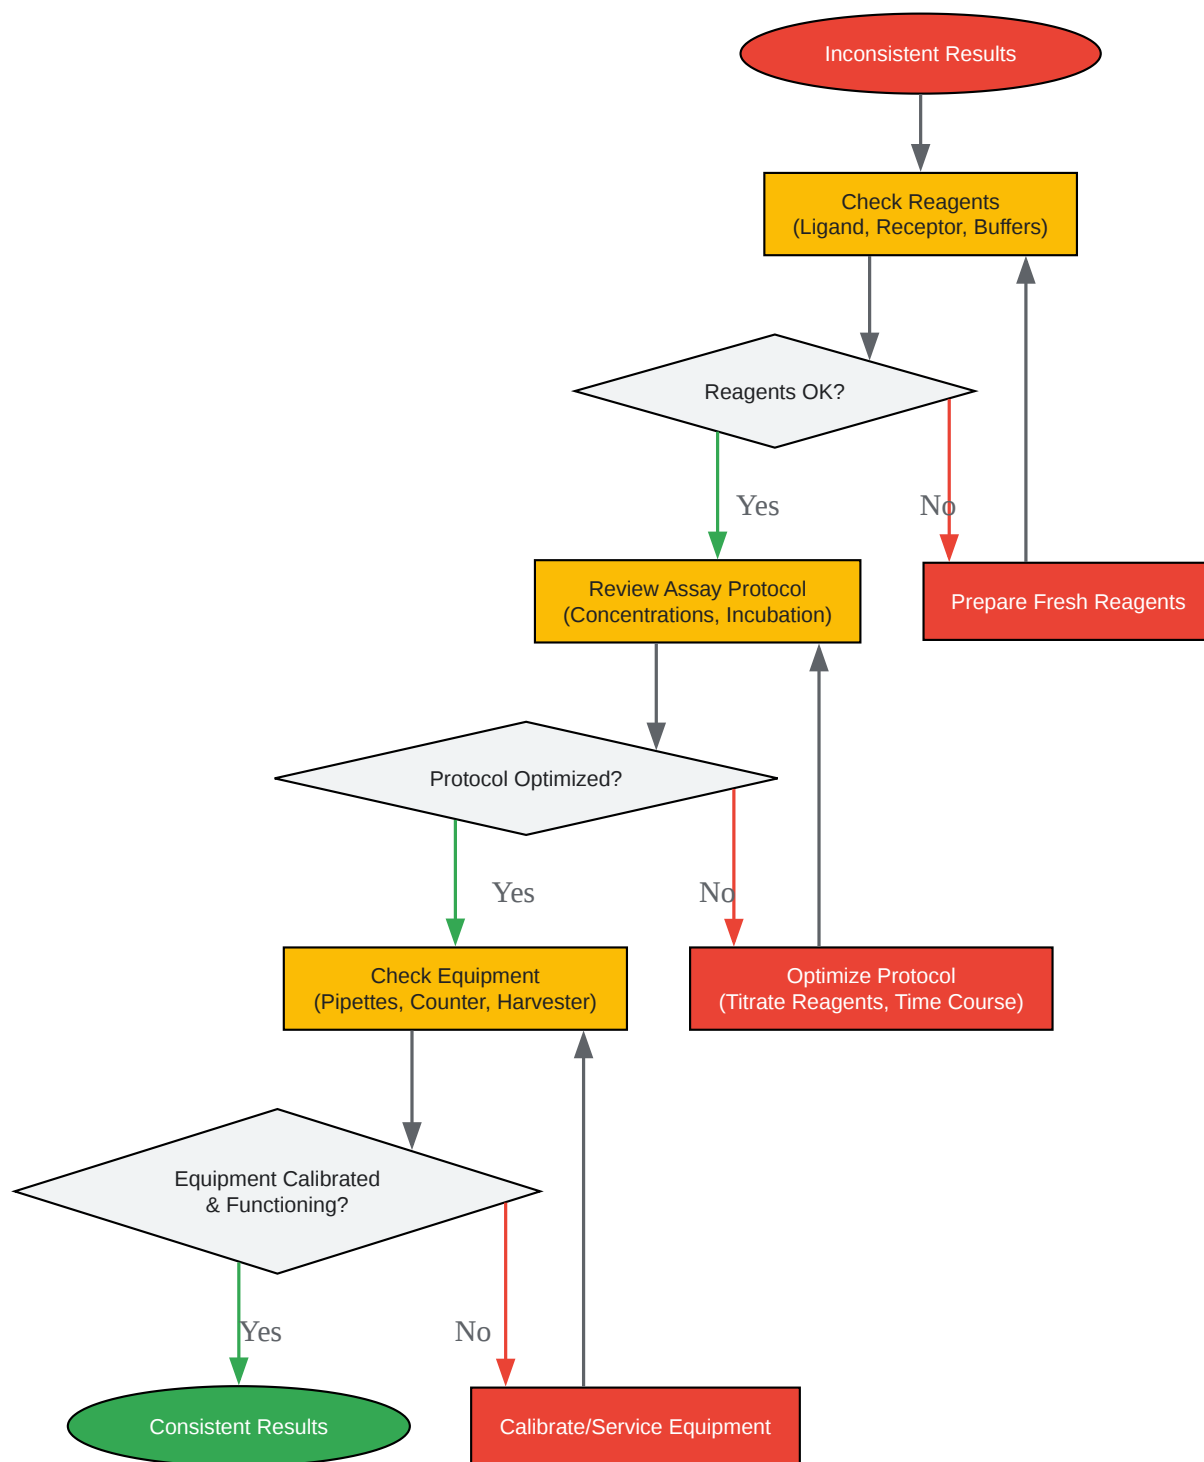 Inconsistent Results
Check Reagents
(Ligand, Receptor, Buffers)
Reagents OK?
Yes
No
Review Assay Protocol
(Concentrations, Incubation)
Prepare Fresh Reagents
Protocol Optimized?
Yes
No
Check Equipment
(Pipettes, Counter, Harvester)
Optimize Protocol
(Titrate Reagents, Time Course)
Equipment Calibrated
& Functioning?
Yes
No
Consistent Results
Calibrate/Service Equipment